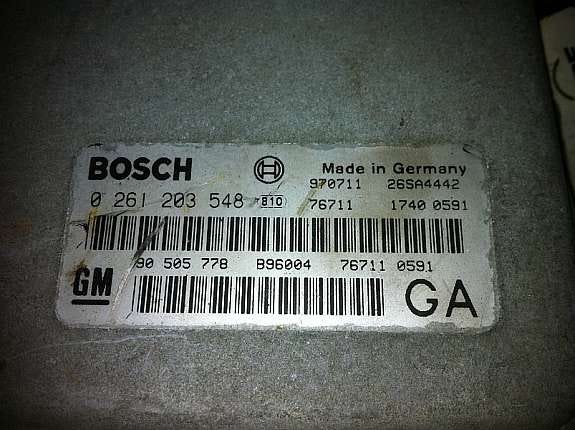 BOSCH Made in Germany
970711 26SA4442
0 261 203 548 B10 76711 1740 0591
GM 90 505 778 B96004 76711 0591
GA